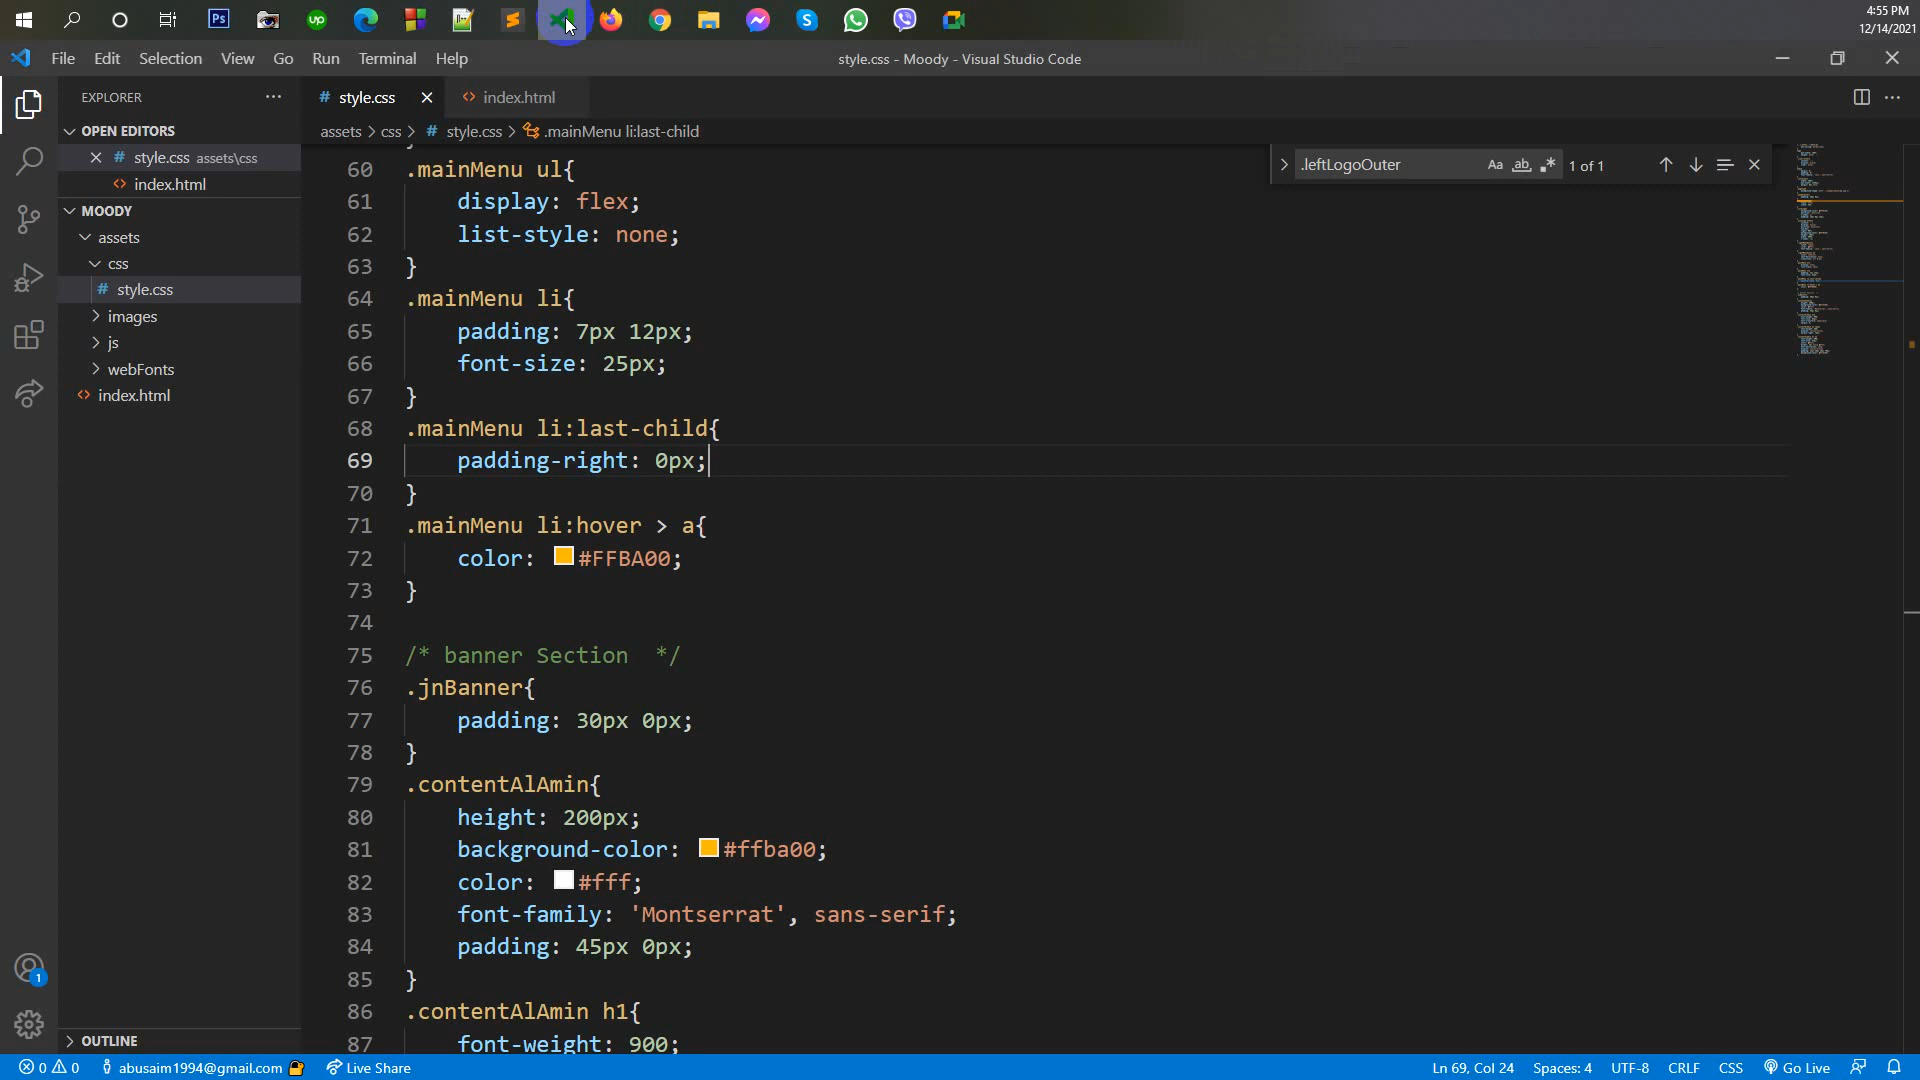 Ps
up
4:55 PM
12/14/2021
File Edit Selection View Go Run Terminal Help
style.css - Moody - Visual Studio Code
EXPLORER
# style.css
<> index.html
OPEN EDITORS
assets > css > # style.css > .mainMenu li:last-child
# style.css assets\css
<> index.html
.leftLogoOuter
Aa ab 1 of 1
MOODY
assets
css
# style.css
images
js
webFonts
<> index.html
60 .mainMenu ul{
61 display: flex;
62 list-style: none;
63 }
64 .mainMenu li{
65 padding: 7px 12px;
66 font-size: 25px;
67 }
68 .mainMenu li:last-child{
69 padding-right: 0px;
70 }
71 .mainMenu li:hover > a{
72 color: #FFBA00;
73 }
74
75 /* banner Section  */
76 .jnBanner{
77 padding: 30px 0px;
78 }
79 .contentAlAmin{
80 height: 200px;
81 background-color: #ffba00;
82 color: #fff;
83 font-family: 'Montserrat', sans-serif;
84 padding: 45px 0px;
85 }
86 .contentAlAmin h1{
87 font-weight: 900;
1
OUTLINE
0 0 abusaim1994@gmail.com Live Share
Ln 69, Col 24 Spaces: 4 UTF-8 CRLF CSS Go Live